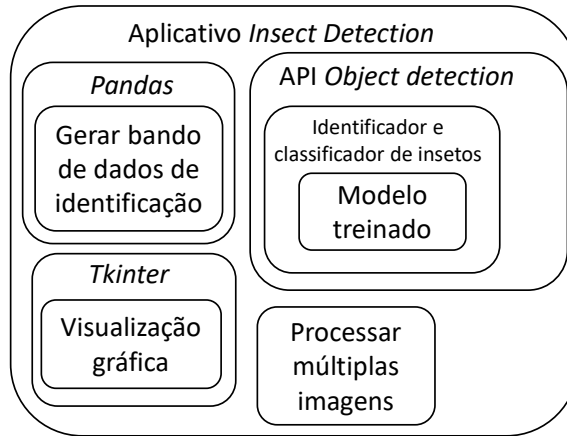 Aplicativo Insect Detection
Pandas
Gerar bando
de dados de
identificação
API Object detection
Identificador e
classificador de insetos
Modelo
treinado
Tkinter
Visualização
gráfica
Processar
múltiplas
imagens